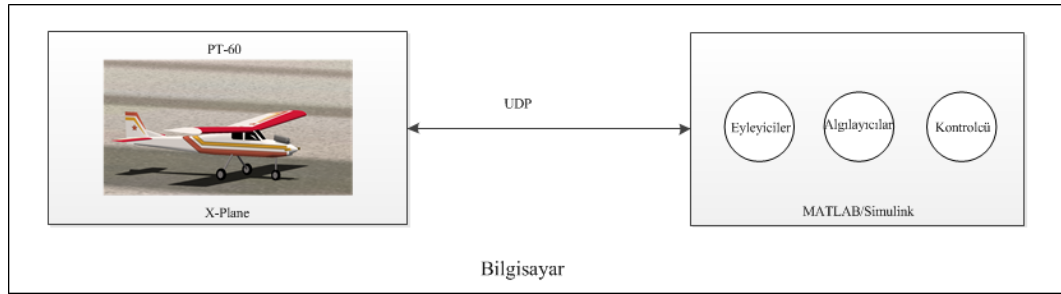 PT-60
X-Plane
UDP
Eyleyiciler
Algılayıcılar
Kontrolcü
MATLAB/Simulink
Bilgisayar